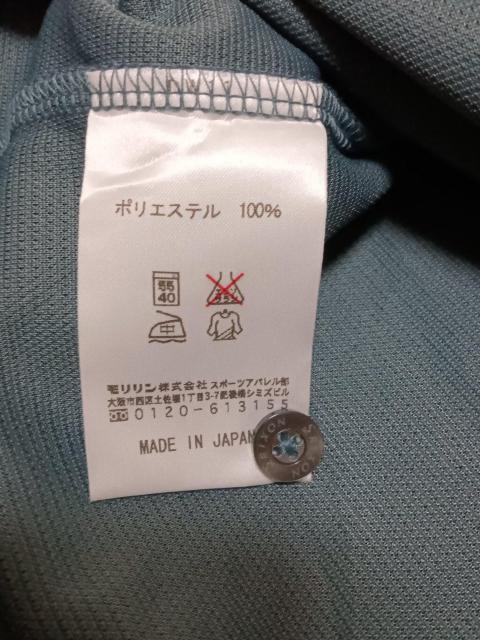 ポリエステル 100%
40
中
モリリン株式会社 スポーツアパレル部
大阪市西区土佐堀1丁目3-7肥後橋シミズビル
0120-613155
MADE IN JAPAN
SRIXON SRIXON